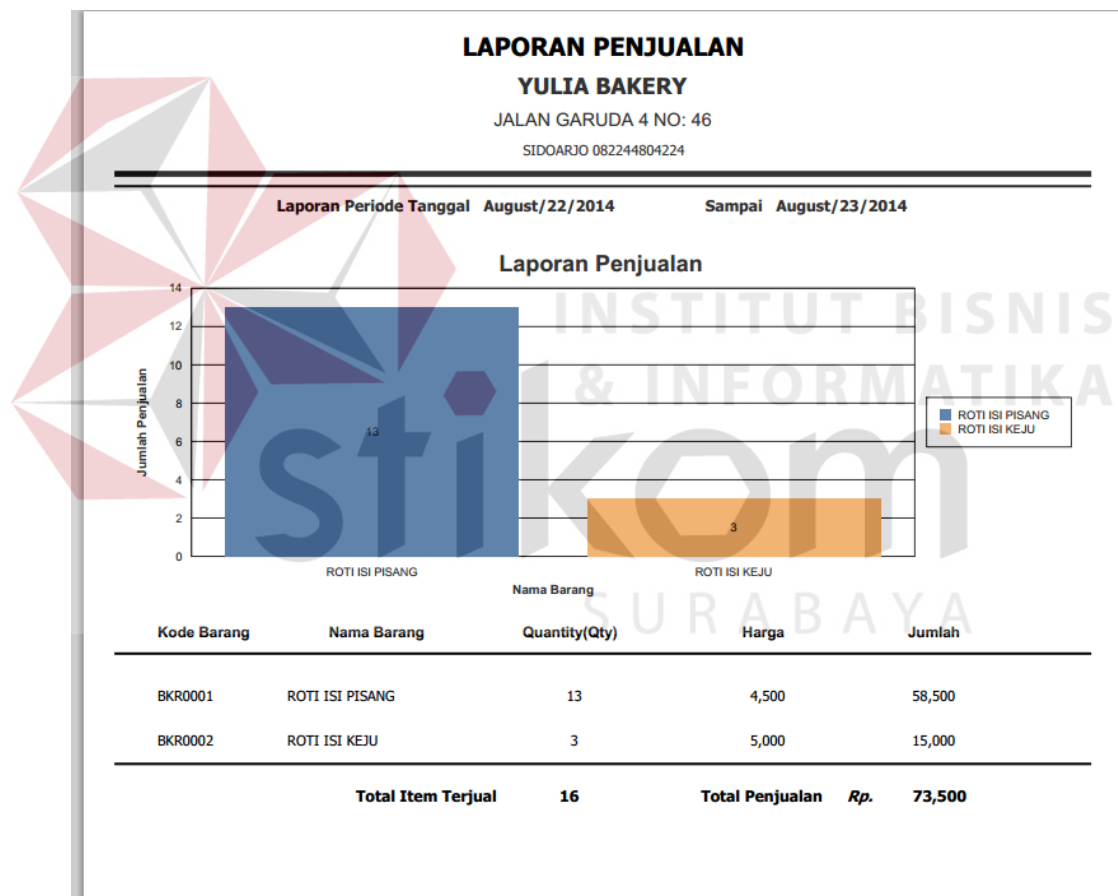 LAPORAN PENJUALAN
YULIA BAKERY
JALAN GARUDA 4 NO: 46
SIDOARJO 082244804224
Laporan Periode Tanggal August/22/2014 Sampai August/23/2014
Laporan Penjualan
14
12
10
8
6
4
2
0
Jumlah Penjualan
13
3
ROTI ISI PISANG
ROTI ISI KEJU
ROTI ISI PISANG ROTI ISI KEJU
Nama Barang
INSTITUT BISNIS
& INFORMATIKA
stikom
SURABAYA
Kode Barang Nama Barang Quantity(Qty) Harga Jumlah
BKR0001 ROTI ISI PISANG 13 4,500 58,500
BKR0002 ROTI ISI KEJU 3 5,000 15,000
Total Item Terjual 16 Total Penjualan Rp. 73,500